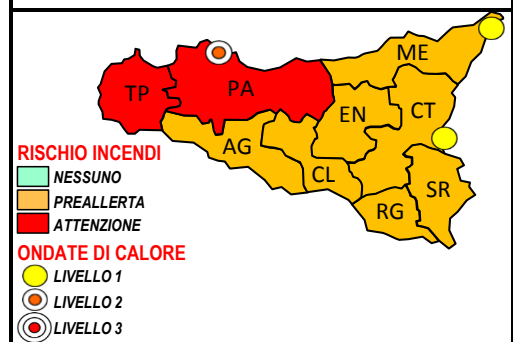 ME
TP
PA
EN
CT
AG
CL
SR
RG
RISCHIO INCENDI
NESSUNO
PREALLERTA
ATTENZIONE
ONDATE DI CALORE
LIVELLO 1
LIVELLO 2
LIVELLO 3